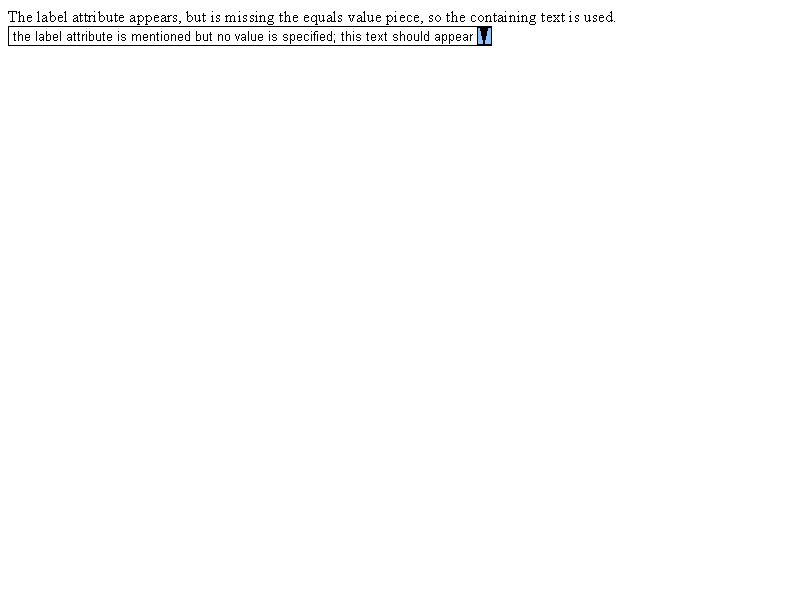 The label attribute appears, but is missing the equals value piece, so the containing text is used.
the label attribute is mentioned but no value is specified; this text should appear